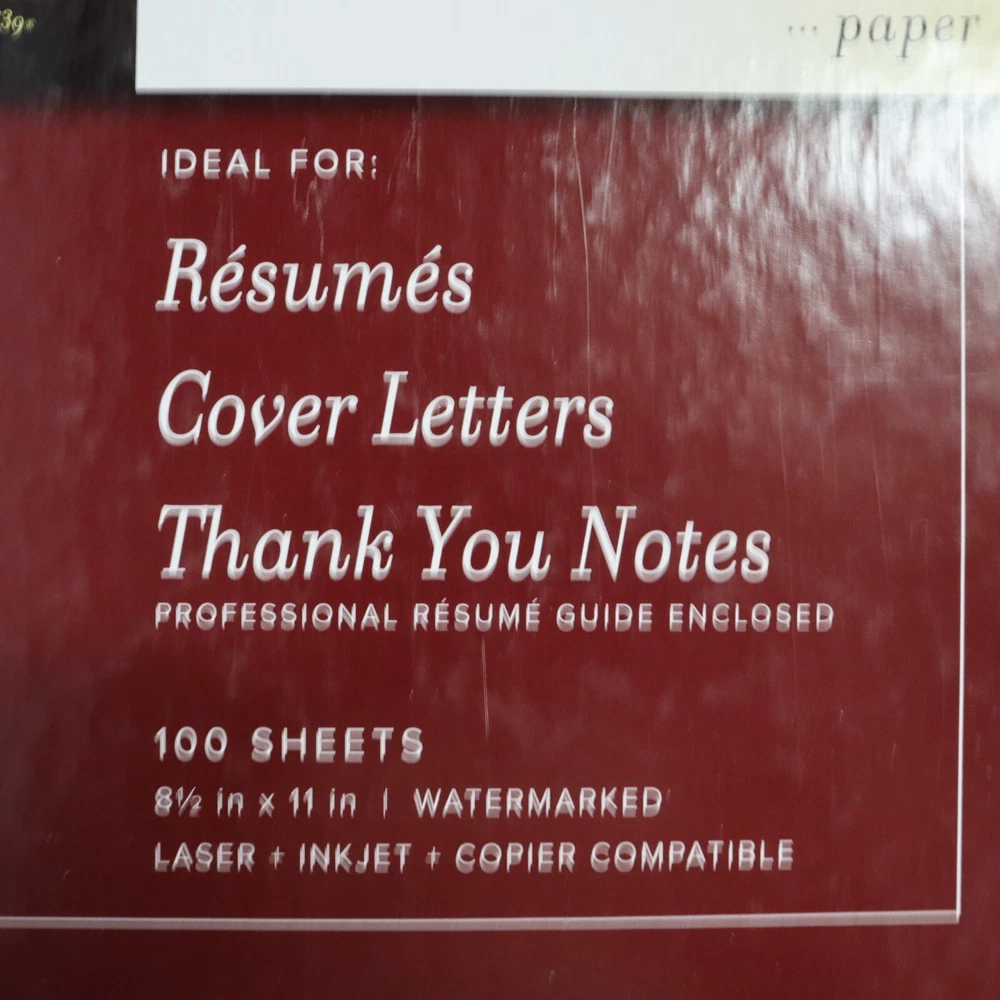 ... paper
IDEAL FOR:
Résumés
Cover Letters
Thank You Notes
PROFESSIONAL RÉSUMÉ GUIDE ENCLOSED
100 SHEETS
8½ in x 11 in | WATERMARKED
LASER + INKJET + COPIER COMPATIBLE